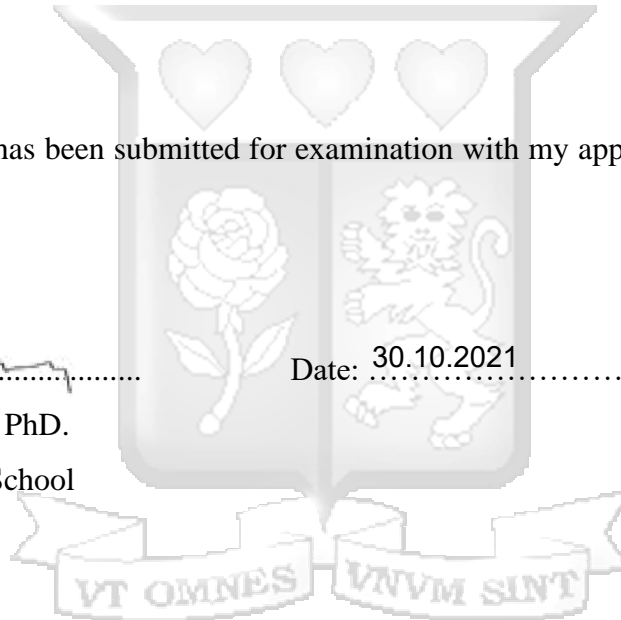 has been submitted for examination with my app
.................. Date: 30.10.2021........................
PhD.
School
VT OMNES VNVM SINT